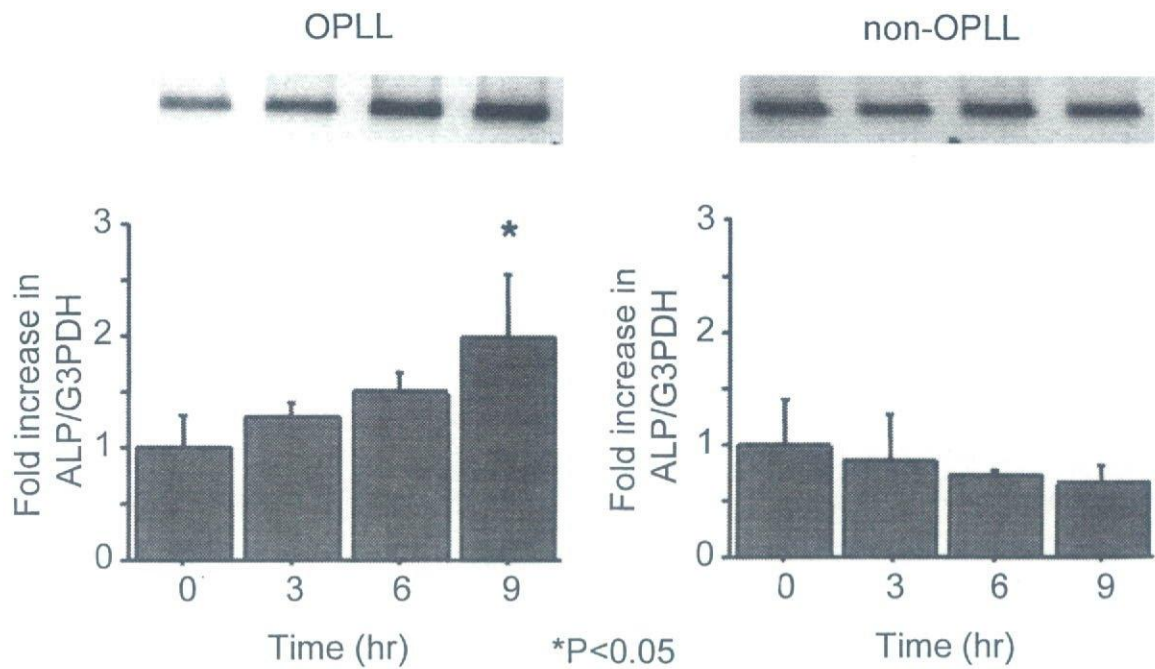 OPLL
non-OPLL
Fold increase in
ALP/G3PDH
3
2
1
0
*
0 3 6 9
Time (hr)
*P<0.05
Fold increase in
ALP/G3PDH
3
2
1
0
0 3 6 9
Time (hr)